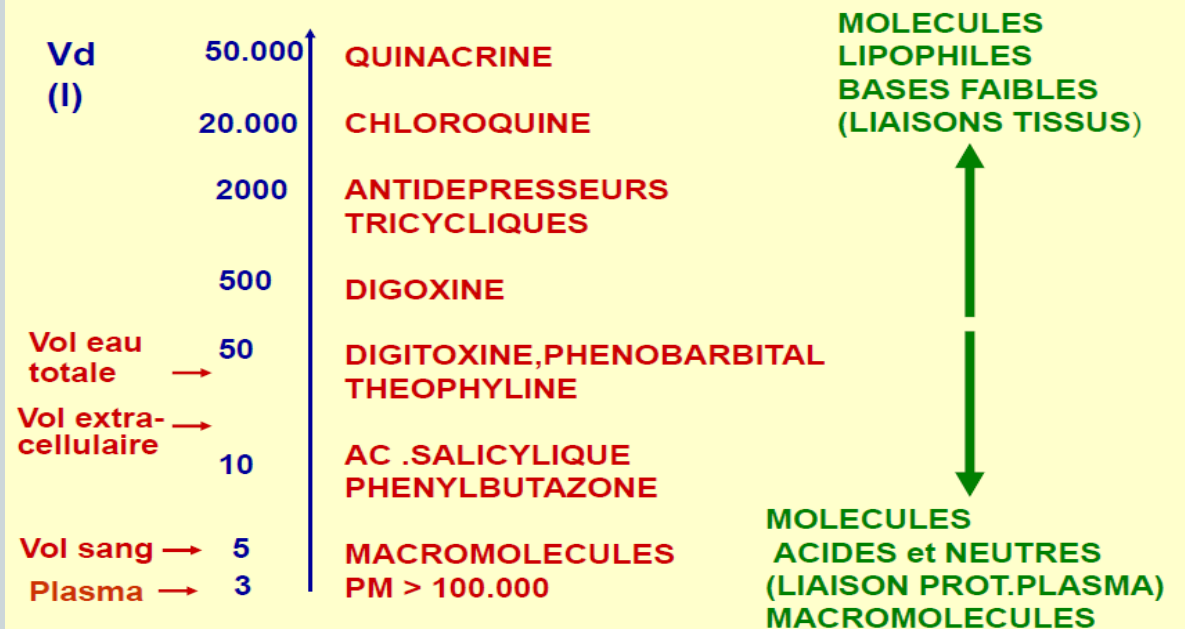 Vd
(l)
50.000
QUINACRINE
20.000
CHLOROQUINE
2000
ANTIDEPRESSEURS
TRICYCLIQUES
500
DIGOXINE
Vol eau
totale
50
DIGITOXINE,PHENOBARBITAL
THEOPHYLINE
Vol extra-
cellulaire
10
AC .SALICYLIQUE
PHENYLBUTAZONE
Vol sang
5
MACROMOLECULES
Plasma
3
PM > 100.000
MOLECULES
LIPOPHILES
BASES FAIBLES
(LIAISONS TISSUS)
MOLECULES
ACIDES et NEUTRES
(LIAISON PROT.PLASMA)
MACROMOLECULES